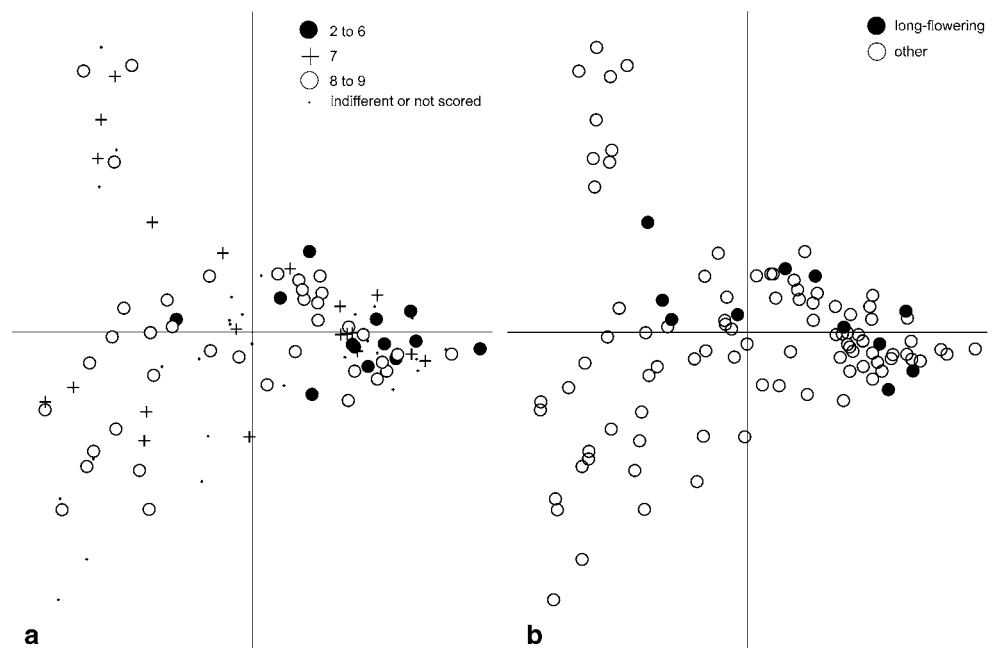 2 to 6
7
8 to 9
indifferent or not scored
long-flowering
other
a
b